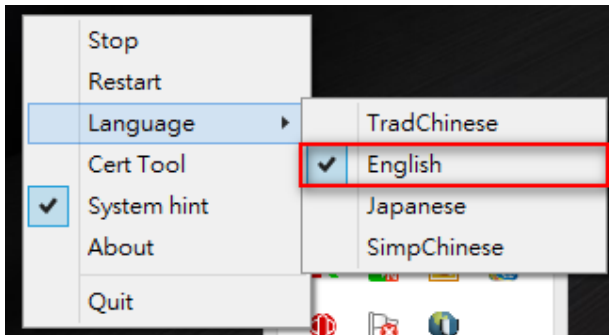 Stop
Restart
Language
Cert Tool
System hint
About
Quit
TradChinese
English
Japanese
SimpChinese